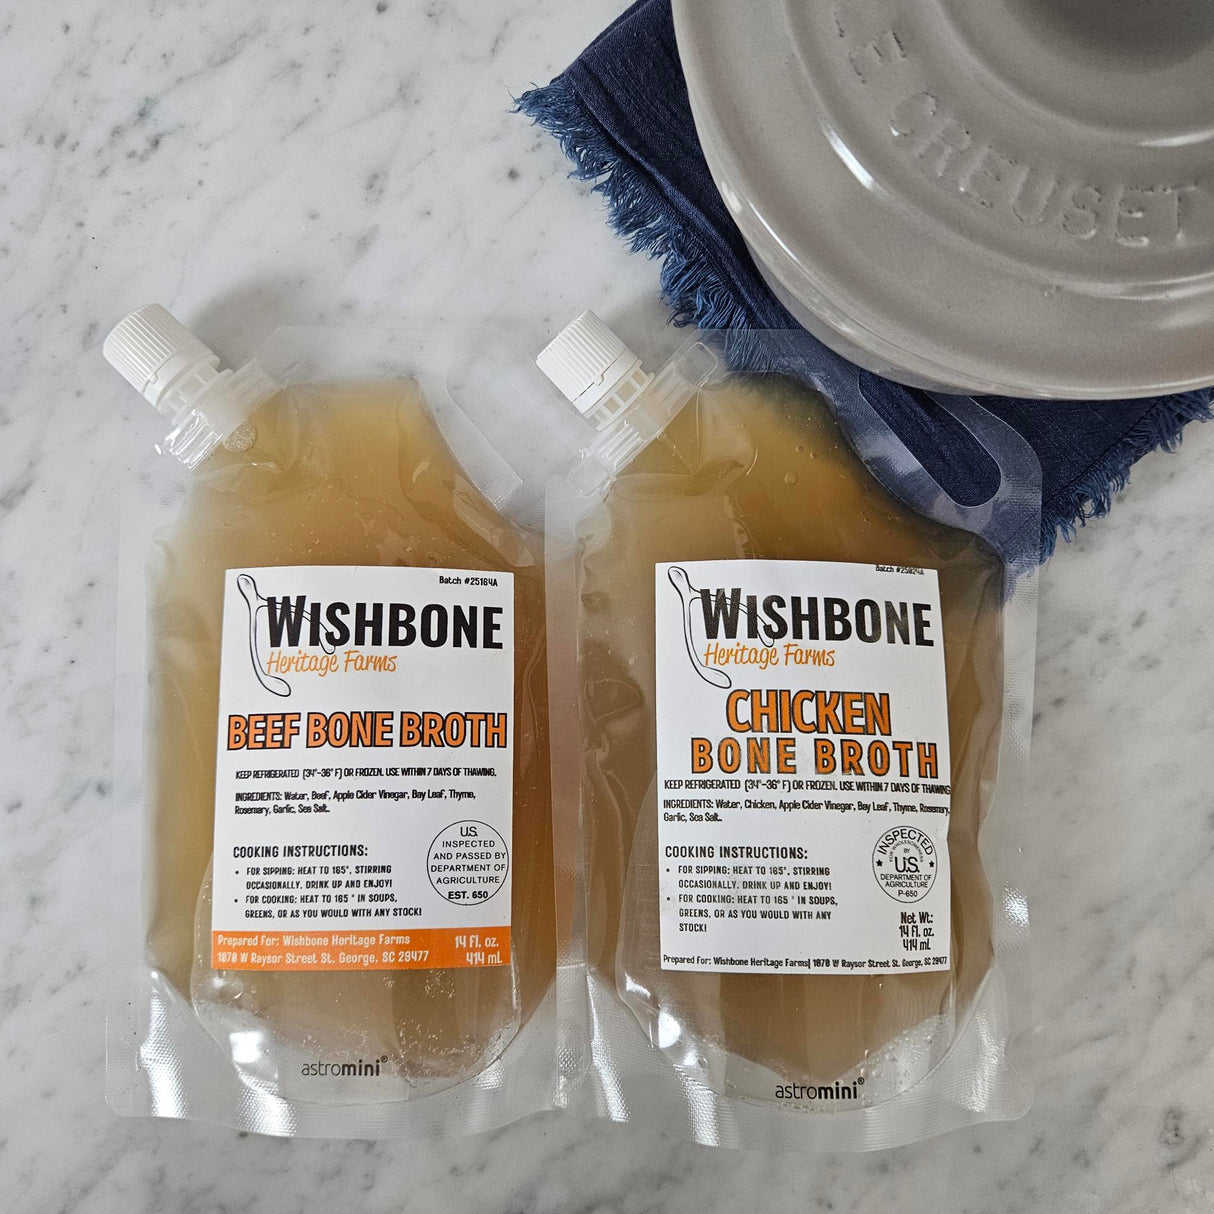 LE CREUSET
Batch #25164A
WISHBONE
Heritage Farms
BEEF BONE BROTH
KEEP REFRIGERATED (34°-36° F) OR FROZEN. USE WITHIN 7 DAYS OF THAWING.
INGREDIENTS: Water, Beef, Apple Cider Vinegar, Bay Leaf, Thyme,
Rosemary, Garlic, Sea Salt.
COOKING INSTRUCTIONS:
• FOR SIPPING: HEAT TO 165°, STIRRING
OCCASIONALLY. DRINK UP AND ENJOY!
• FOR COOKING: HEAT TO 165 ° IN SOUPS,
GREENS, OR AS YOU WOULD WITH ANY STOCK!
U.S.
INSPECTED
AND PASSED BY
DEPARTMENT OF
AGRICULTURE
EST. 650
Prepared for: Wishbone Heritage Farms
1070 W Raysor Street St. George, SC 29477
14 fl. oz.
414 mL
astromini®
Batch #25024A
WISHBONE
Heritage Farms
CHICKEN
BONE BROTH
KEEP REFRIGERATED (34°-36° F) OR FROZEN. USE WITHIN 7 DAYS OF THAWING
INGREDIENTS: Water, Chicken, Apple Cider Vinegar, Bay Leaf, Thyme, Rosemary,
Garlic, Sea Salt.
COOKING INSTRUCTIONS:
• FOR SIPPING: HEAT TO 165°, STIRRING
OCCASIONALLY. DRINK UP AND ENJOY!
• FOR COOKING: HEAT TO 165 ° IN SOUPS,
GREENS, OR AS YOU WOULD WITH ANY
STOCK!
INSPECTED
FOR WHOLESOMENESS
BY
U.S.
DEPARTMENT OF
AGRICULTURE
P-650
Net Wt:
14 fl. oz.
414 mL
Prepared for: Wishbone Heritage Farms| 1070 W Raysor Street St. George, SC 29477
astromini®